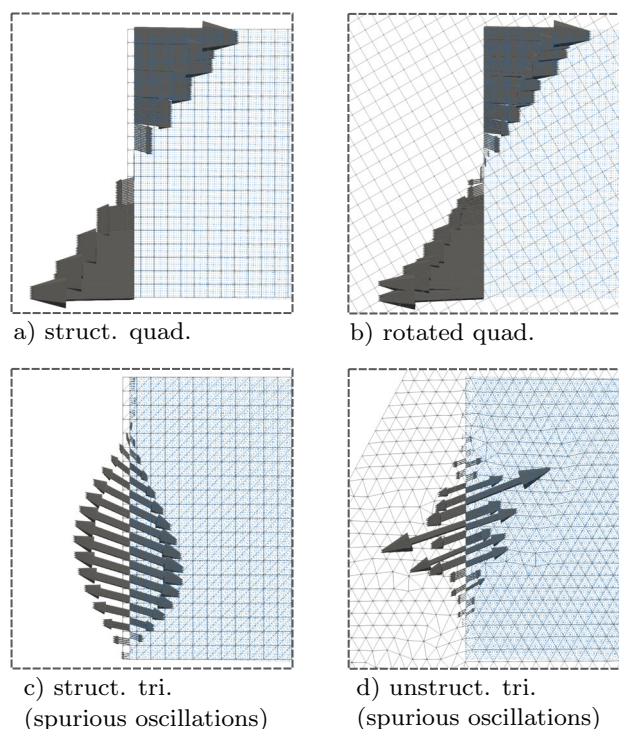 a) struct. quad.
b) rotated quad.
c) struct. tri.
(spurious oscillations)
d) unstruct. tri.
(spurious oscillations)